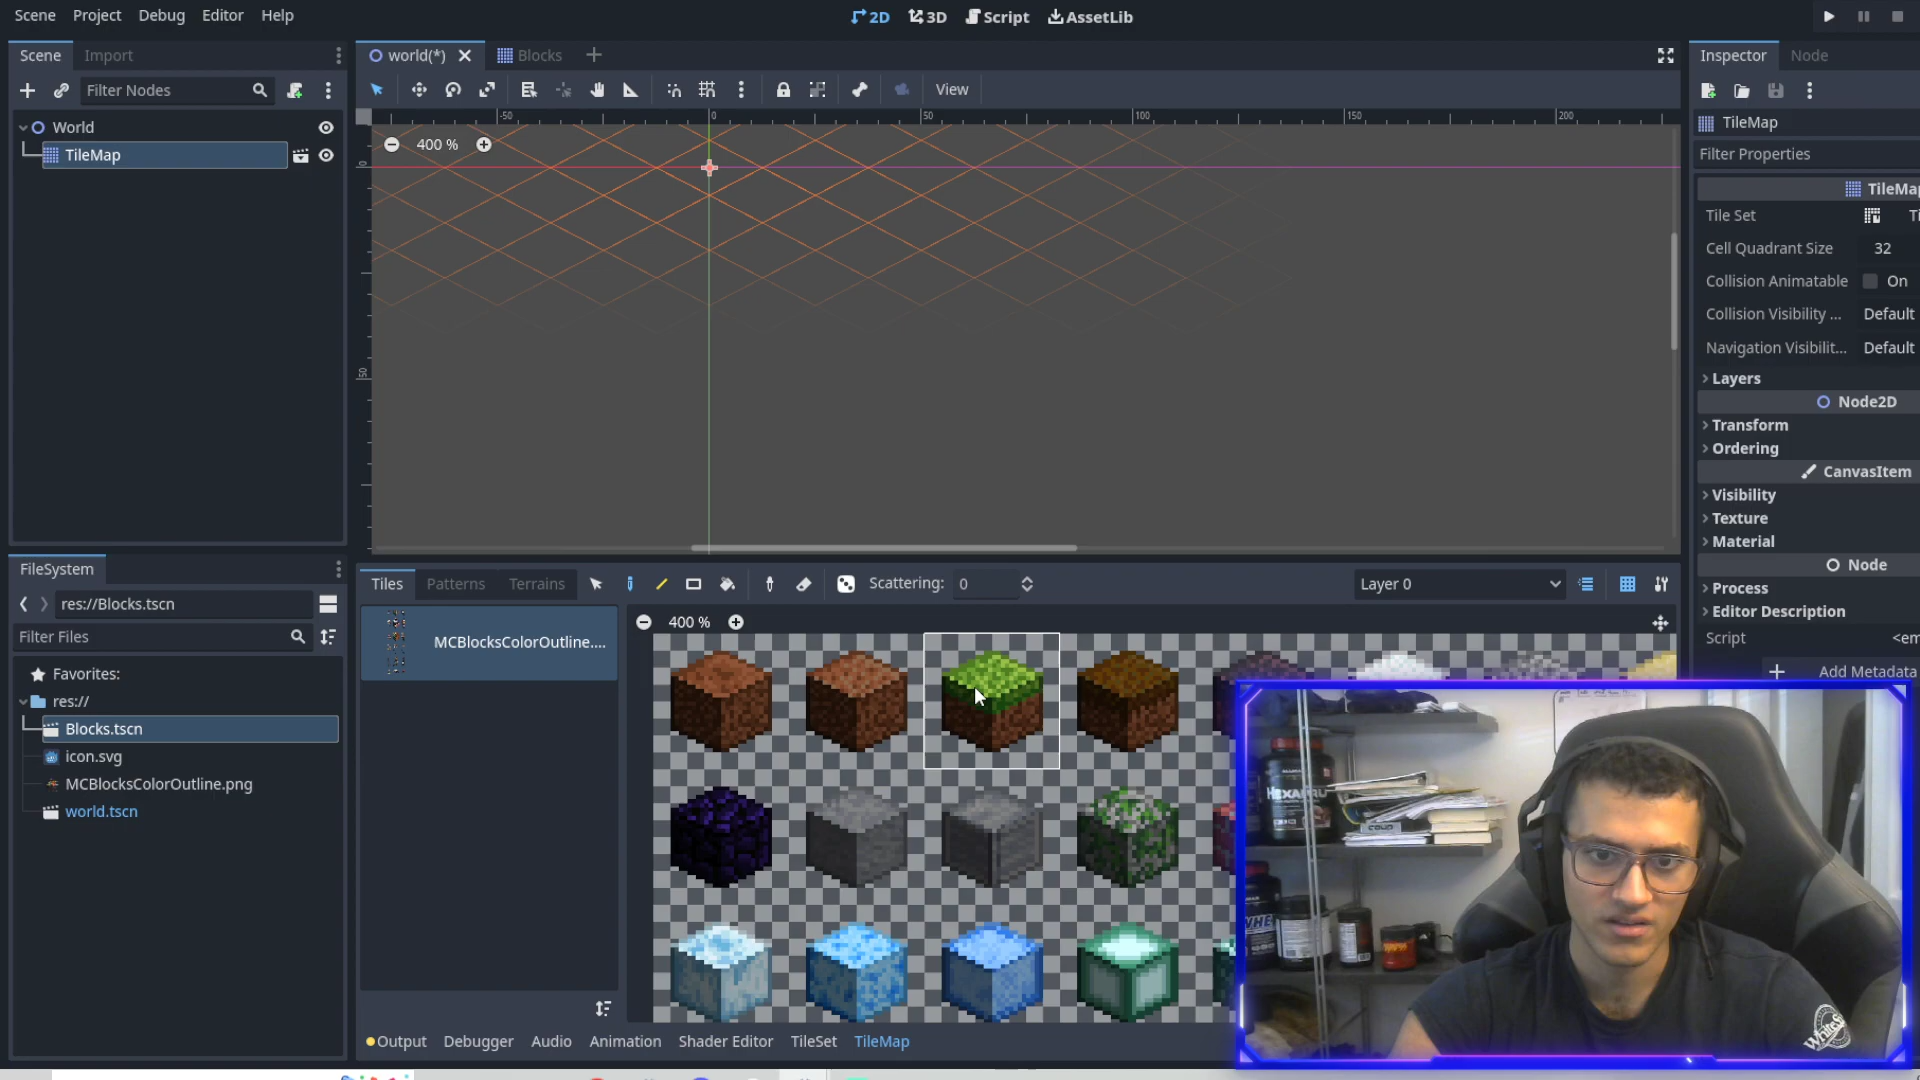 Scene Project Debug Editor Help
2D 3D Script AssetLib
Scene Import
world(*) Blocks
Inspector Node
Filter Nodes
View
World
TileMap
-50 0 50 100 150 200
400 %
0
50
TileMap
Filter Properties
TileMap
Tile Set
Cell Quadrant Size 32
Collision Animatable On
Collision Visibility ... Default
Navigation Visibilit... Default
Layers
Node2D
Transform
Ordering
CanvasItem
Visibility
Texture
Material
Node
Process
Editor Description
Script <em
Add Metadata
FileSystem
res://Blocks.tscn
Filter Files
Favorites:
res://
Blocks.tscn
icon.svg
MCBlocksColorOutline.png
world.tscn
Tiles Patterns Terrains Scattering: 0 Layer 0
MCBlocksColorOutline....
400 %
Output Debugger Audio Animation Shader Editor TileSet TileMap